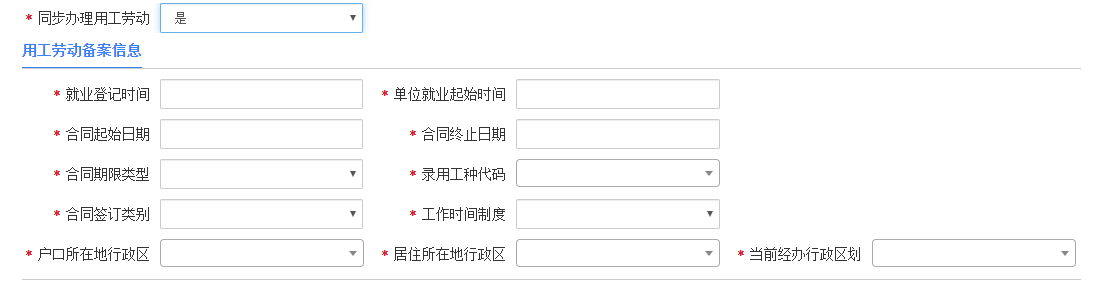 * 同步办理用工劳动 是
用工劳动备案信息
* 就业登记时间 * 单位就业起始时间
* 合同起始日期 * 合同终止日期
* 合同期限类型 * 录用工种代码
* 合同签订类别 * 工作时间制度
* 户口所在地行政区 * 居住所在地行政区 * 当前经办行政区划